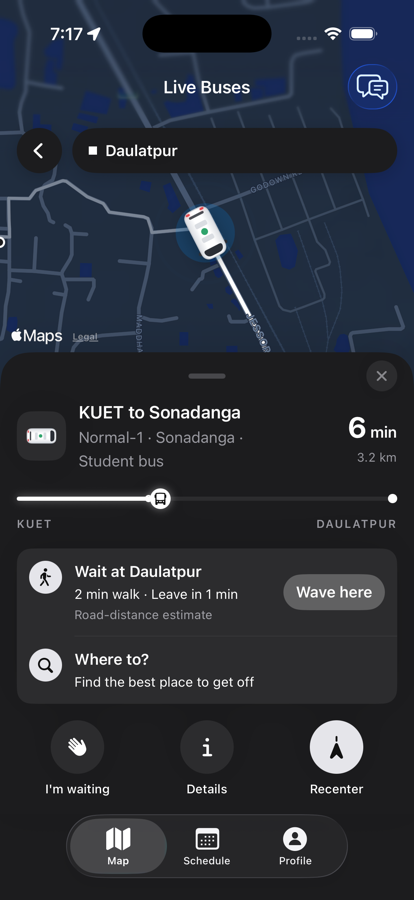 7:17
Live Buses
Daulatpur
GODOWN
Maps
Legal
KUET to Sonadanga
Normal-1 · Sonadanga ·
Student bus
6 min
3.2 km
KUET
DAULATPUR
Wait at Daulatpur
2 min walk · Leave in 1 min
Road-distance estimate
Wave here
Where to?
Find the best place to get off
I'm waiting
Details
Recenter
Map
Schedule
Profile